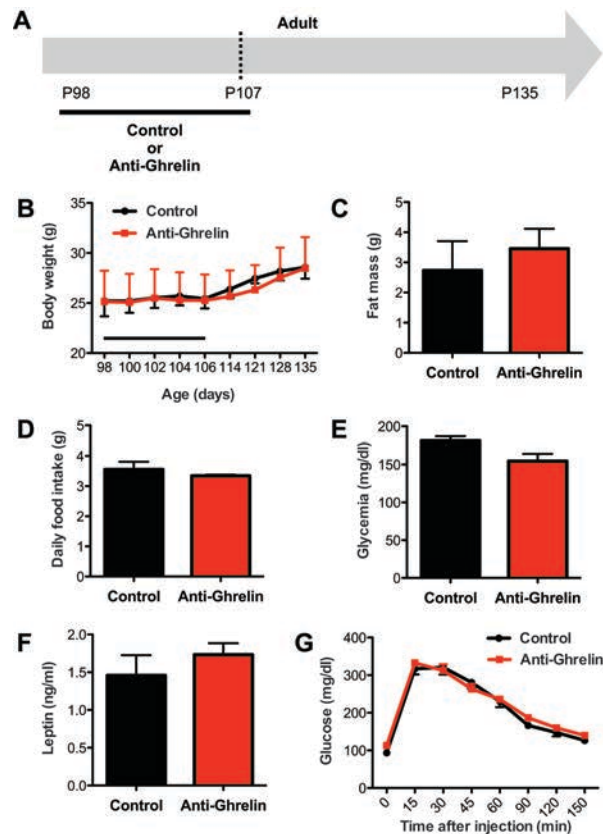 A
Adult
P98 P107 P135
Control
or
Anti-Ghrelin
B
Control
Anti-Ghrelin
Body weight (g)
35
30
25
20
98 100 102 104 106 114 121 128 135
Age (days)
C
Fat mass (g)
5
4
3
2
1
0
Control Anti-Ghrelin
D
Daily food intake (g)
5
4
3
2
1
0
Control Anti-Ghrelin
E
Glycemia (mg/dl)
200
150
100
50
0
Control Anti-Ghrelin
F
Leptin (ng/ml)
2.0
1.5
1.0
0.5
0.0
Control Anti-Ghrelin
G
Control
Anti-Ghrelin
Glucose (mg/dl)
400
300
200
100
0
0 15 30 45 60 90 120 150
Time after injection (min)